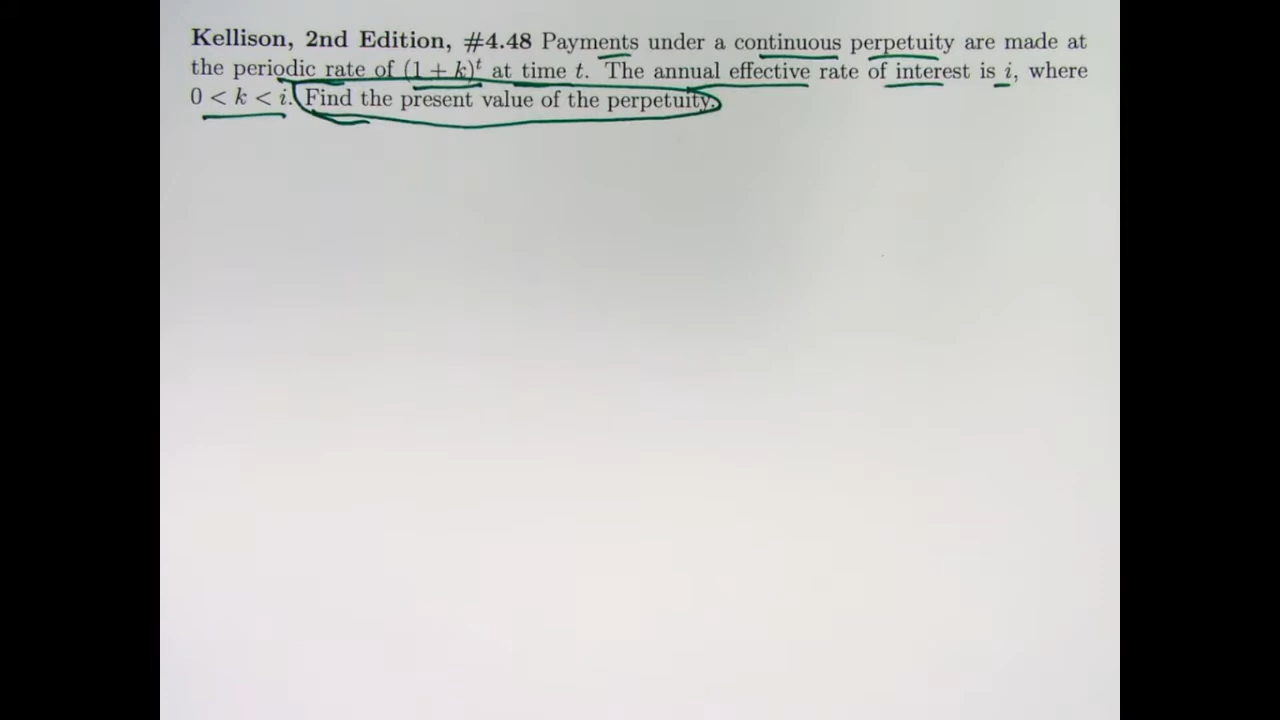 Kellison, 2nd Edition, #4.48 Payments under a continuous perpetuity are made at
the periodic rate of (1 + k)^t at time t. The annual effective rate of interest is i, where
0 < k < i. Find the present value of the perpetuity.